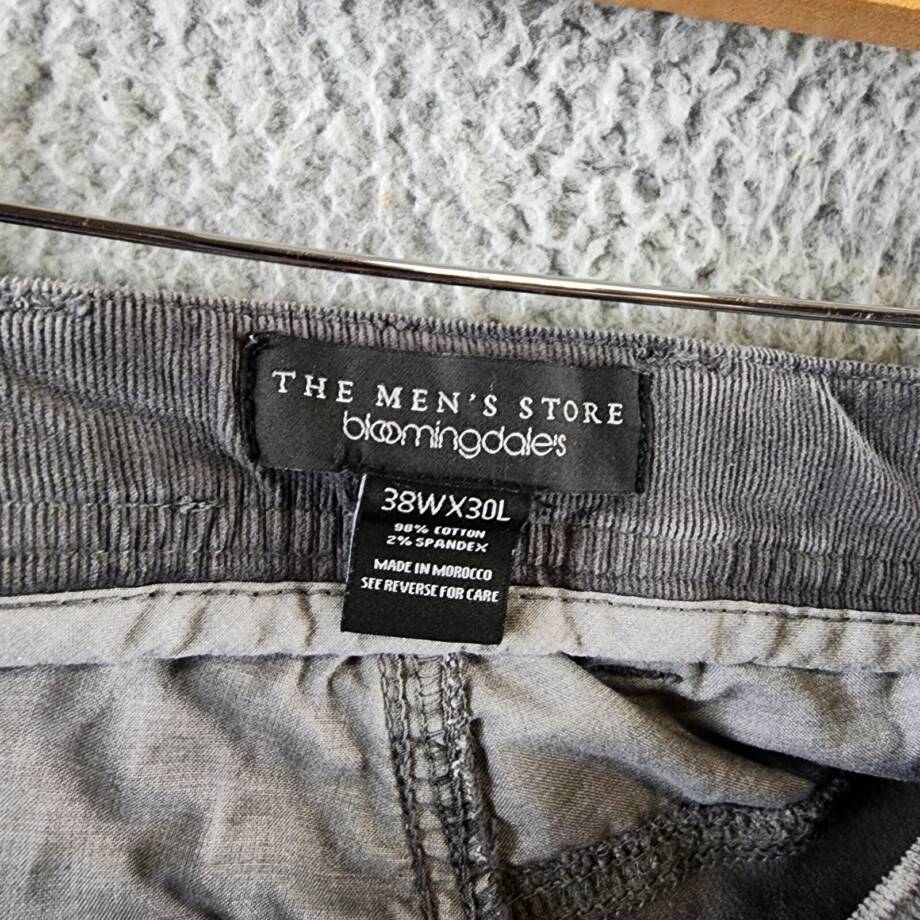 THE MEN'S STORE
bloomingdale's
38WX30L
98% COTTON
2% SPANDEX
MADE IN MOROCCO
SEE REVERSE FOR CARE